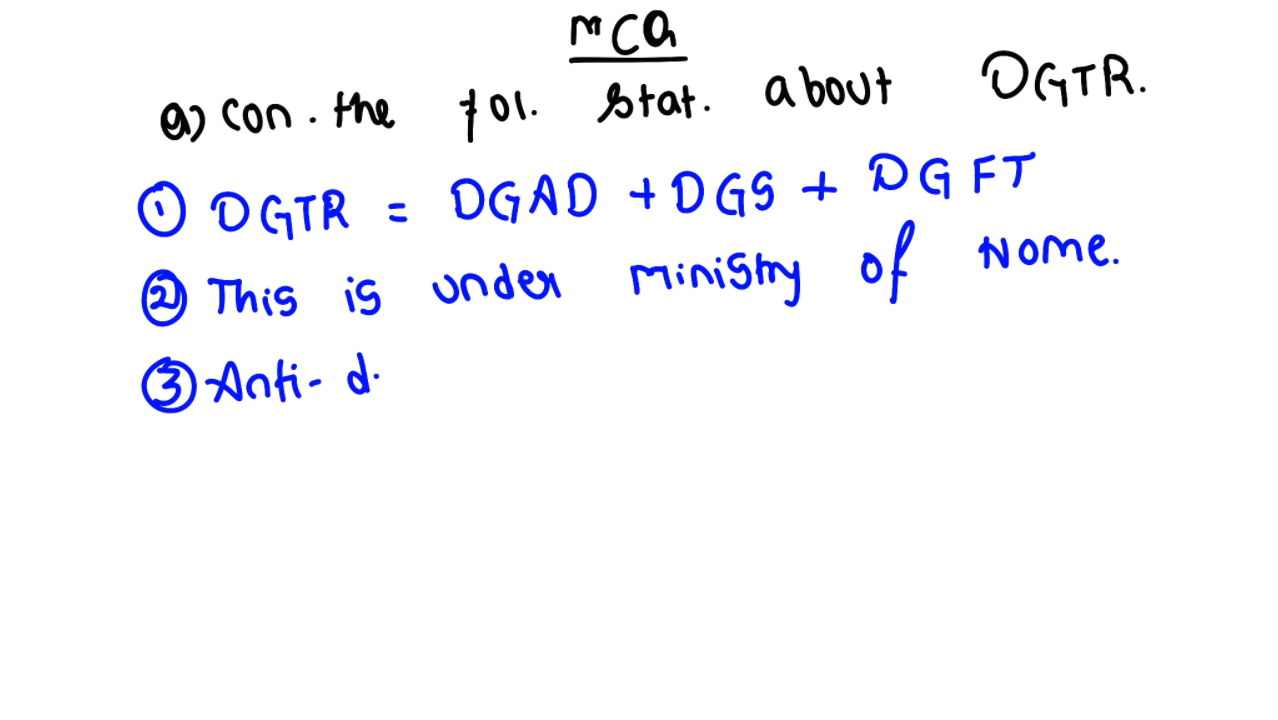 MCQ
Q) Con. the fol. stat. about DGTR.
① DGTR = DGAD + DGS + DGFT
② This is under ministry of Home.
③ Anti-d.